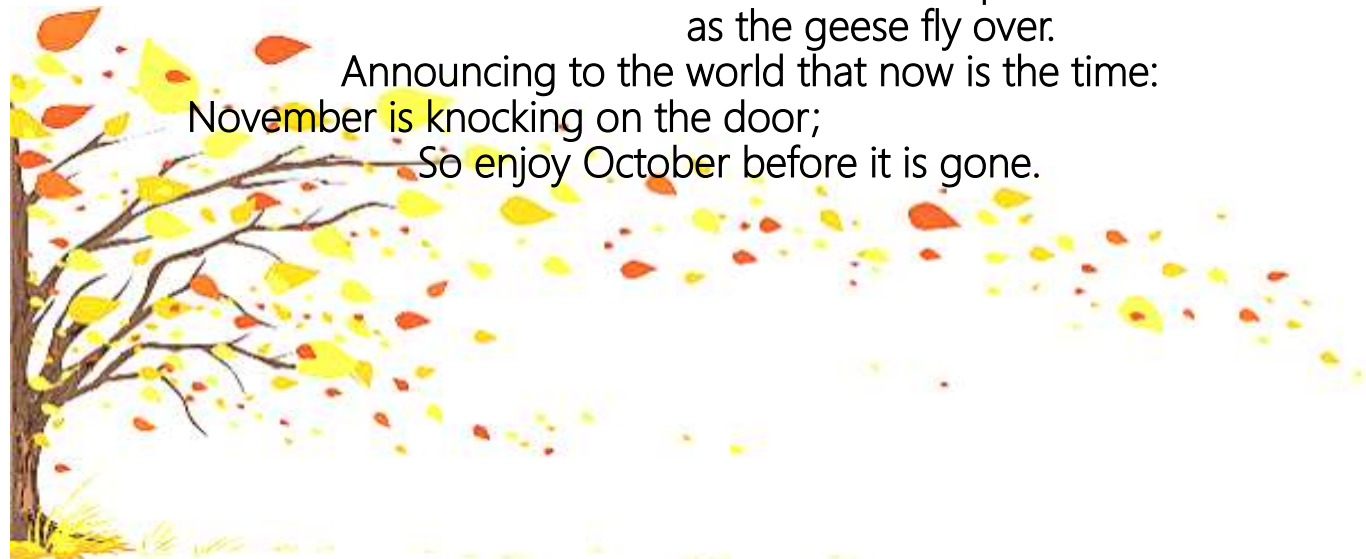 as the geese fly over.
Announcing to the world that now is the time:
November is knocking on the door;
So enjoy October before it is gone.